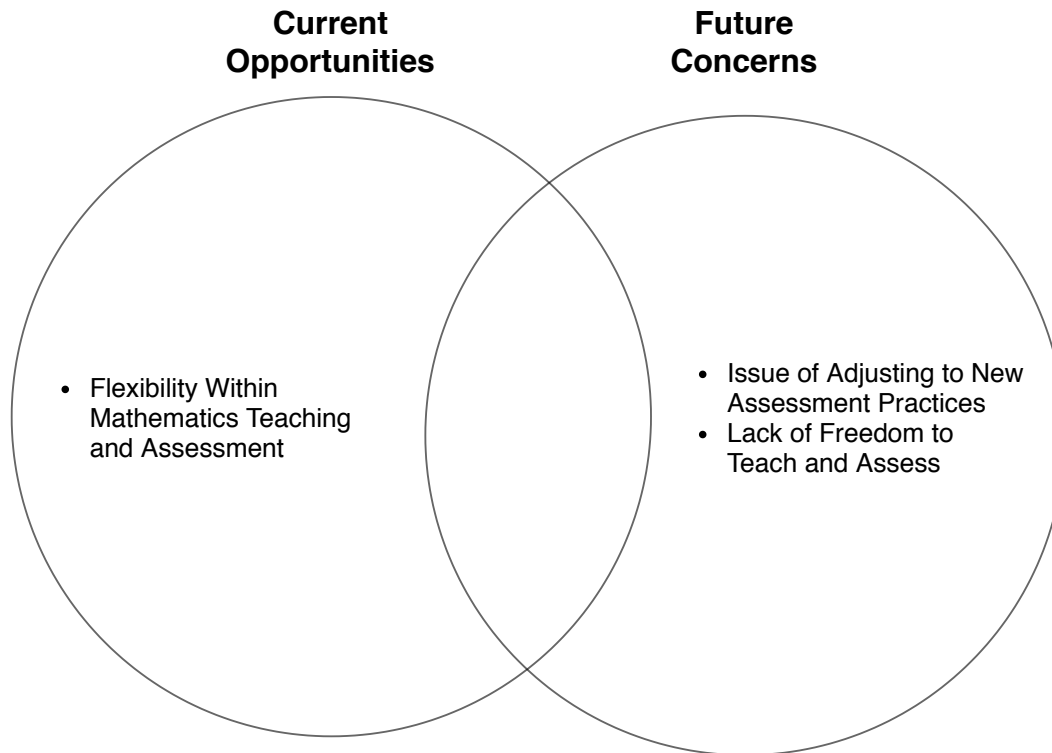 Current
Opportunities
Future
Concerns
• Flexibility Within
Mathematics Teaching
and Assessment
• Issue of Adjusting to New
Assessment Practices
• Lack of Freedom to
Teach and Assess